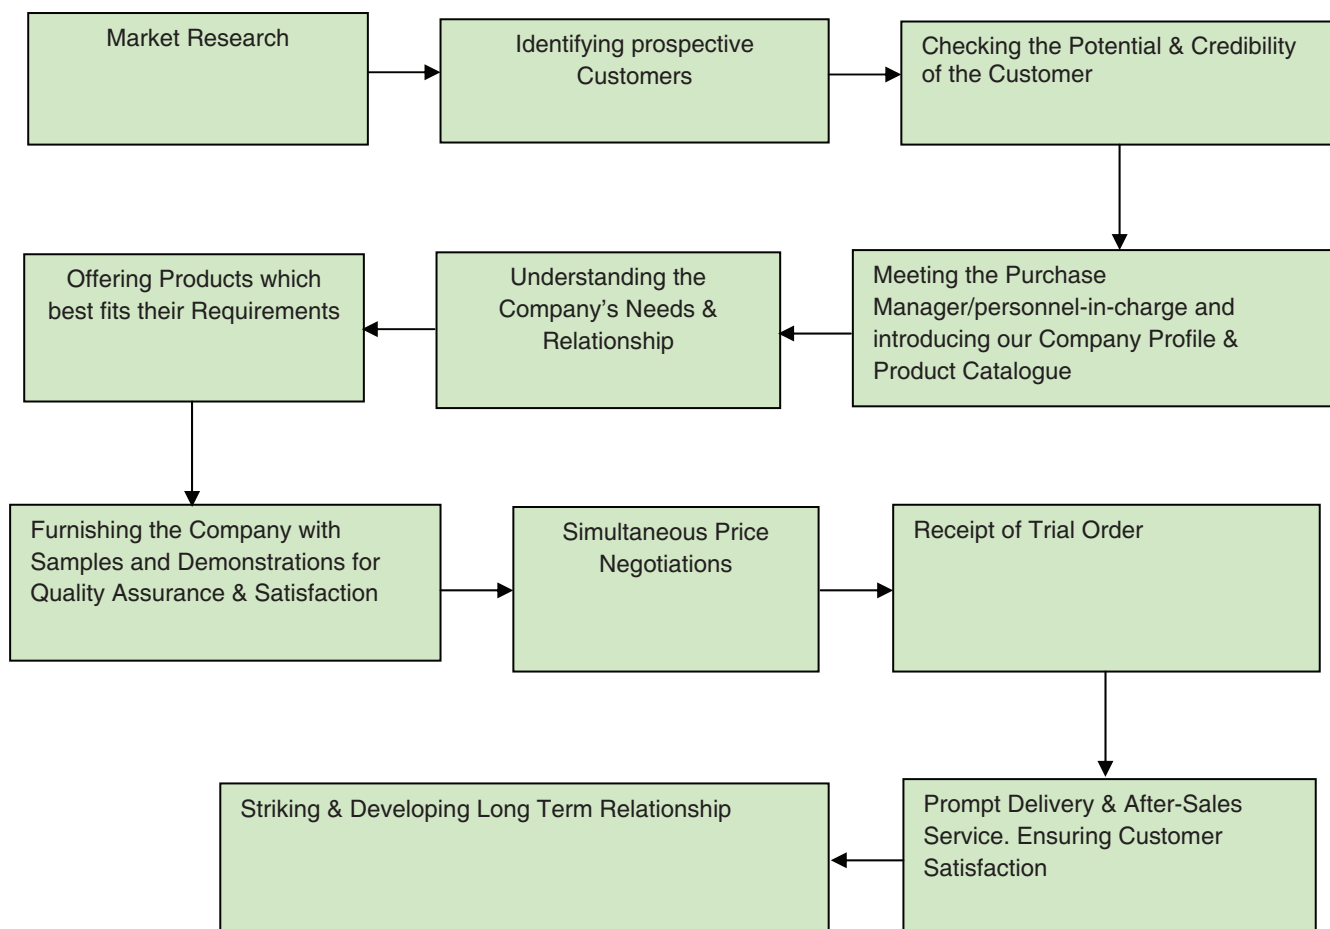 Market Research
Identifying prospective
Customers
Checking the Potential & Credibility
of the Customer
Meeting the Purchase
Manager/personnel-in-charge and
introducing our Company Profile &
Product Catalogue
Understanding the
Company’s Needs &
Relationship
Offering Products which
best fits their Requirements
Furnishing the Company with
Samples and Demonstrations for
Quality Assurance & Satisfaction
Simultaneous Price
Negotiations
Receipt of Trial Order
Prompt Delivery & After-Sales
Service. Ensuring Customer
Satisfaction
Striking & Developing Long Term Relationship